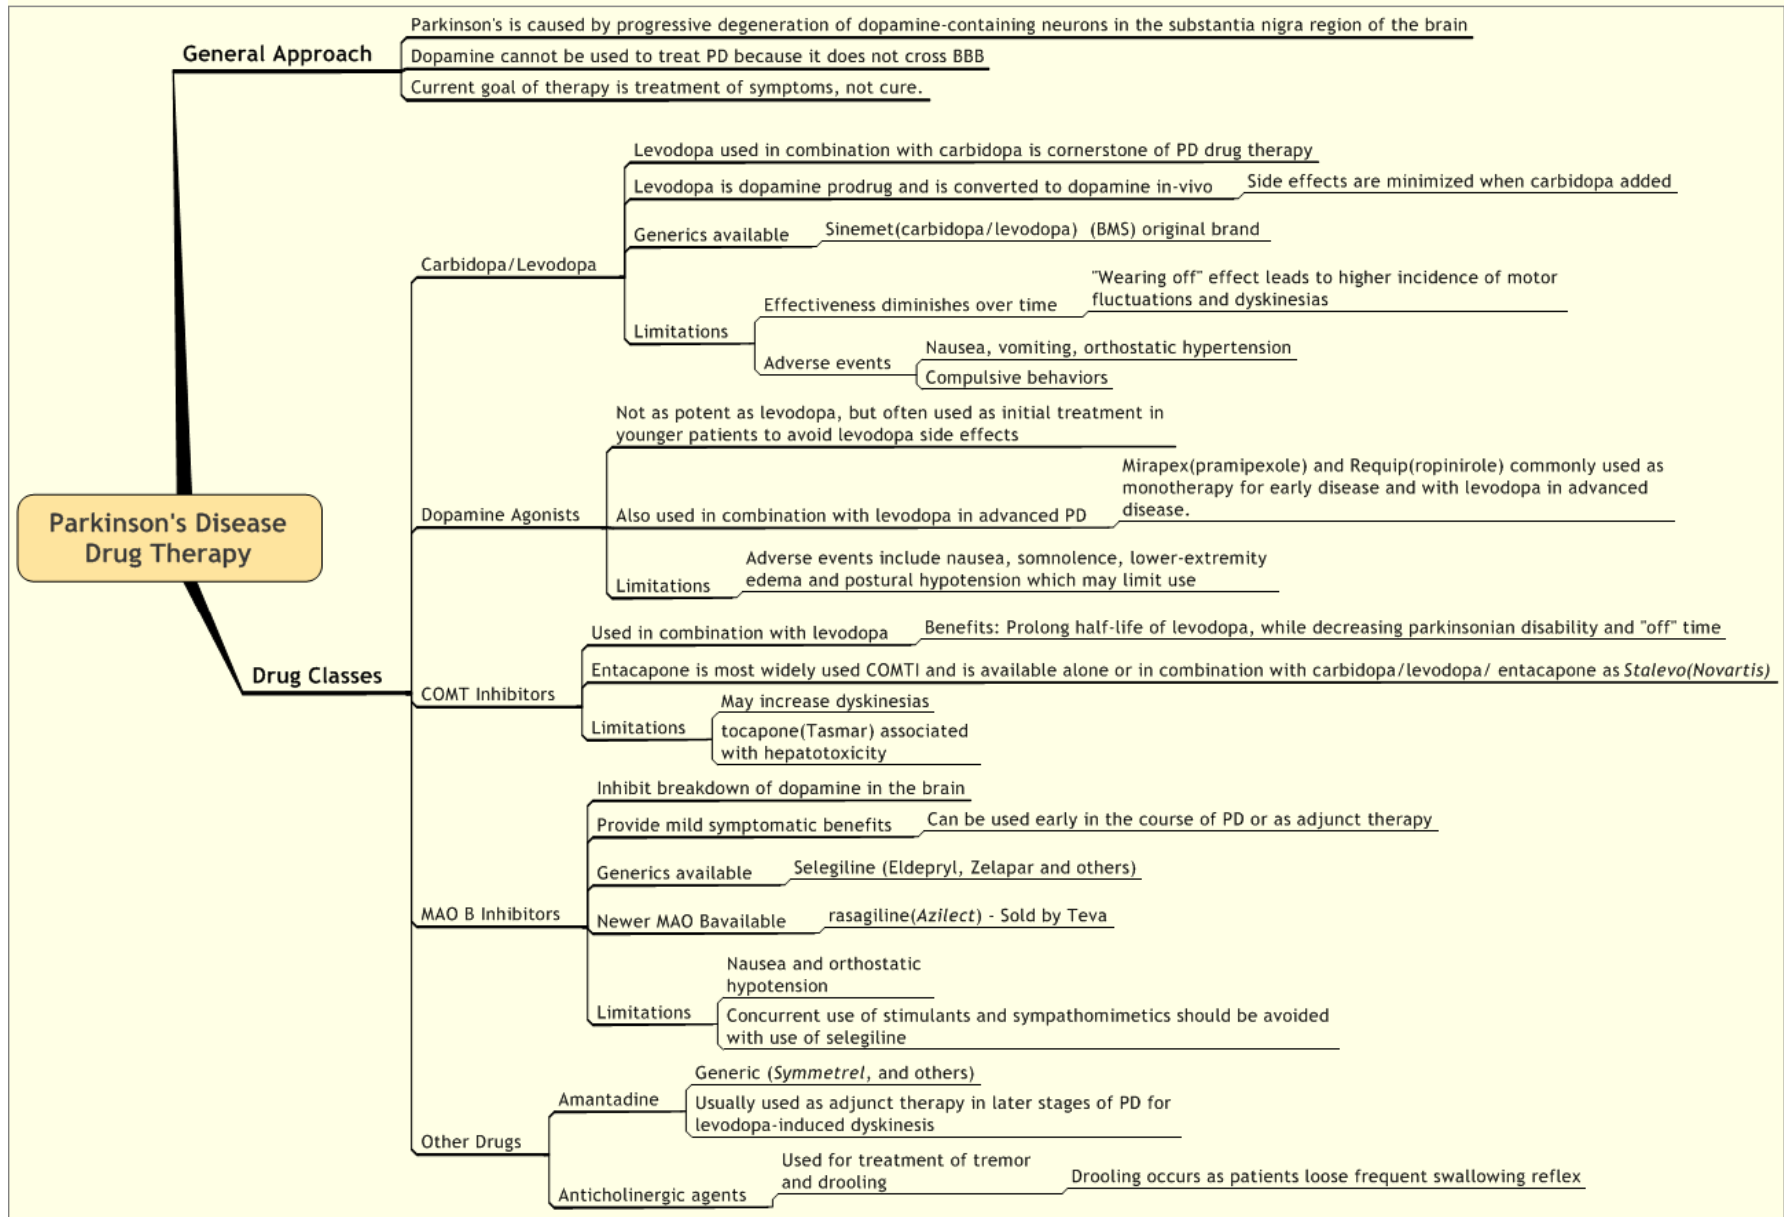 Parkinson's is caused by progressive degeneration of dopamine-containing neurons in the substantia nigra region of the brain
General Approach
Dopamine cannot be used to treat PD because it does not cross BBB
Current goal of therapy is treatment of symptoms, not cure.
Parkinson's Disease
Drug Therapy
Drug Classes
Carbidopa/Levodopa
Levodopa used in combination with carbidopa is cornerstone of PD drug therapy
Levodopa is dopamine prodrug and is converted to dopamine in-vivo
Side effects are minimized when carbidopa added
Generics available
Sinemet(carbidopa/levodopa) (BMS) original brand
Limitations
Effectiveness diminishes over time
"Wearing off" effect leads to higher incidence of motor
fluctuations and dyskinesias
Adverse events
Nausea, vomiting, orthostatic hypertension
Compulsive behaviors
Dopamine Agonists
Not as potent as levodopa, but often used as initial treatment in
younger patients to avoid levodopa side effects
Also used in combination with levodopa in advanced PD
Mirapex(pramipexole) and Requip(ropinirole) commonly used as
monotherapy for early disease and with levodopa in advanced
disease.
Limitations
Adverse events include nausea, somnolence, lower-extremity
edema and postural hypotension which may limit use
COMT Inhibitors
Used in combination with levodopa
Benefits: Prolong half-life of levodopa, while decreasing parkinsonian disability and "off" time
Entacapone is most widely used COMTI and is available alone or in combination with carbidopa/levodopa/ entacapone as Stalevo(Novartis)
Limitations
May increase dyskinesias
tocapone(Tasmar) associated
with hepatotoxicity
MAO B Inhibitors
Inhibit breakdown of dopamine in the brain
Provide mild symptomatic benefits
Can be used early in the course of PD or as adjunct therapy
Generics available
Selegiline (Eldepryl, Zelapar and others)
Newer MAO Bavailable
rasagiline(Azilect) - Sold by Teva
Limitations
Nausea and orthostatic
hypotension
Concurrent use of stimulants and sympathomimetics should be avoided
with use of selegiline
Other Drugs
Amantadine
Generic (Symmetrel, and others)
Usually used as adjunct therapy in later stages of PD for
levodopa-induced dyskinesis
Anticholinergic agents
Used for treatment of tremor
and drooling
Drooling occurs as patients loose frequent swallowing reflex